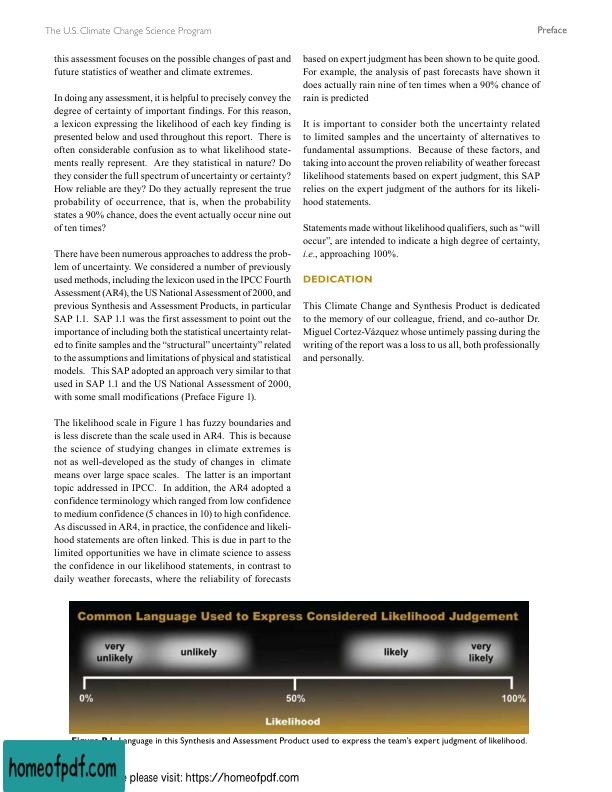 The U.S. Climate Change Science Program
Preface
this assessment focuses on the possible changes of past and
future statistics of weather and climate extremes.
In doing any assessment, it is helpful to precisely convey the
degree of certainty of important findings. For this reason,
a lexicon expressing the likelihood of each key finding is
presented below and used throughout this report. There is
often considerable confusion as to what likelihood state-
ments really represent. Are they statistical in nature? Do
they consider the full spectrum of uncertainty or certainty?
How reliable are they? Do they actually represent the true
probability of occurrence, that is, when the probability
states a 90% chance, does the event actually occur nine out
of ten times?
There have been numerous approaches to address the prob-
lem of uncertainty. We considered a number of previously
used methods, including the lexicon used in the IPCC Fourth
Assessment (AR4), the US National Assessment of 2000, and
previous Synthesis and Assessment Products, in particular
SAP 1.1. SAP 1.1 was the first assessment to point out the
importance of including both the statistical uncertainty relat-
ed to finite samples and the “structural” uncertainty” related
to the assumptions and limitations of physical and statistical
models. This SAP adopted an approach very similar to that
used in SAP 1.1 and the US National Assessment of 2000,
with some small modifications (Preface Figure 1).
The likelihood scale in Figure 1 has fuzzy boundaries and
is less discrete than the scale used in AR4. This is because
the science of studying changes in climate extremes is
not as well-developed as the study of changes in climate
means over large space scales. The latter is an important
topic addressed in IPCC. In addition, the AR4 adopted a
confidence terminology which ranged from low confidence
to medium confidence (5 chances in 10) to high confidence.
As discussed in AR4, in practice, the confidence and likeli-
hood statements are often linked. This is due in part to the
limited opportunities we have in climate science to assess
the confidence in our likelihood statements, in contrast to
daily weather forecasts, where the reliability of forecasts
based on expert judgment has been shown to be quite good.
For example, the analysis of past forecasts have shown it
does actually rain nine of ten times when a 90% chance of
rain is predicted
It is important to consider both the uncertainty related
to limited samples and the uncertainty of alternatives to
fundamental assumptions. Because of these factors, and
taking into account the proven reliability of weather forecast
likelihood statements based on expert judgment, this SAP
relies on the expert judgment of the authors for its likeli-
hood statements.
Statements made without likelihood qualifiers, such as “will
occur”, are intended to indicate a high degree of certainty,
i.e., approaching 100%.
DEDICATION
This Climate Change and Synthesis Product is dedicated
to the memory of our colleague, friend, and co-author Dr.
Miguel Cortez-Vázquez whose untimely passing during the
writing of the report was a loss to us all, both professionally
and personally.
Common Language Used to Express Considered Likelihood Judgement
very
unlikely
unlikely
likely
very
likely
0%
50%
100%
Likelihood
Language in this Synthesis and Assessment Product used to express the team’s expert judgment of likelihood.
homeofpdf.com
please visit: https://homeofpdf.com